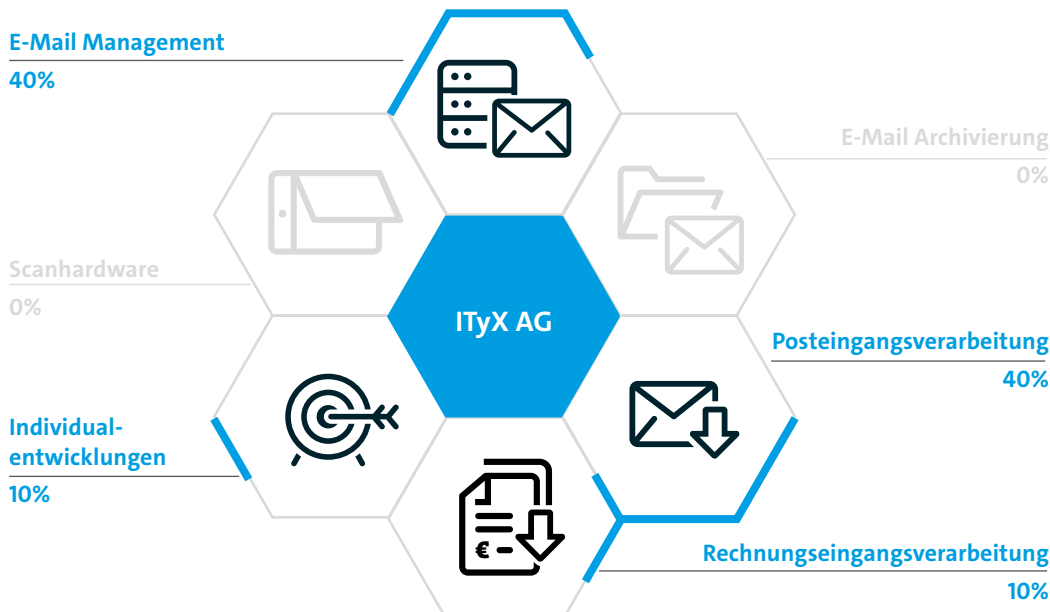 E-Mail Management
40%
E-Mail Archivierung
0%
Scanhardware
0%
ITyX AG
Posteingangsverarbeitung
40%
Individual-
entwicklungen
10%
€
Rechnungseingangsverarbeitung
10%